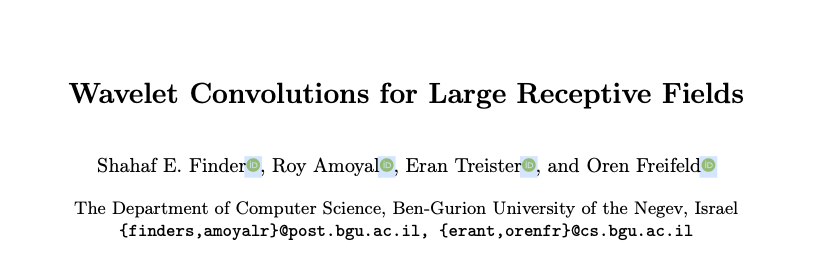 Wavelet Convolutions for Large Receptive Fields
Shahaf E. Finder, Roy Amoyal, Eran Treister, and Oren Freifeld
The Department of Computer Science, Ben-Gurion University of the Negev, Israel
{finders,amoyalr}@post.bgu.ac.il, {erant,orenfr}@cs.bgu.ac.il